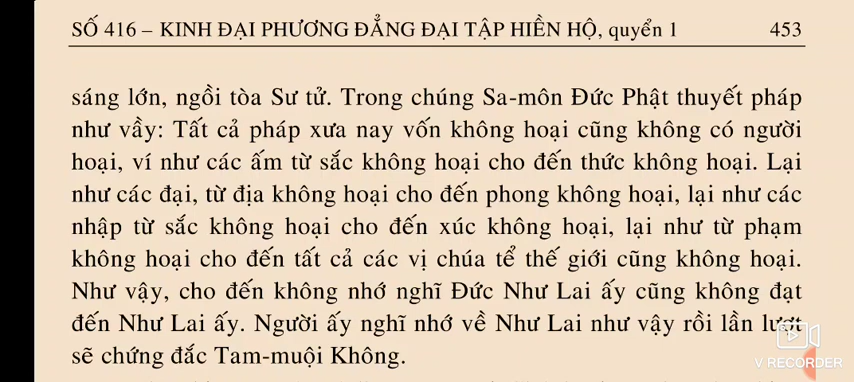 SỐ 416 – KINH ĐẠI PHƯƠNG ĐẲNG ĐẠI TẬP HIỀN HỘ, quyển 1 453
sáng lớn, ngồi tòa Sư tử. Trong chúng Sa-môn Đức Phật thuyết pháp
như vầy: Tất cả pháp xưa nay vốn không hoại cũng không có người
hoại, ví như các ấm từ sắc không hoại cho đến thức không hoại. Lại
như các đại, từ địa không hoại cho đến phong không hoại, lại như các
nhập từ sắc không hoại cho đến xúc không hoại, lại như từ phạm
không hoại cho đến tất cả các vị chúa tể thế giới cũng không hoại.
Như vậy, cho đến không nhớ nghĩ Đức Như Lai ấy cũng không đạt
đến Như Lai ấy. Người ấy nghĩ nhớ về Như Lai như vậy rồi lần lượt
sẽ chứng đắc Tam-muội Không.
V RECORDER